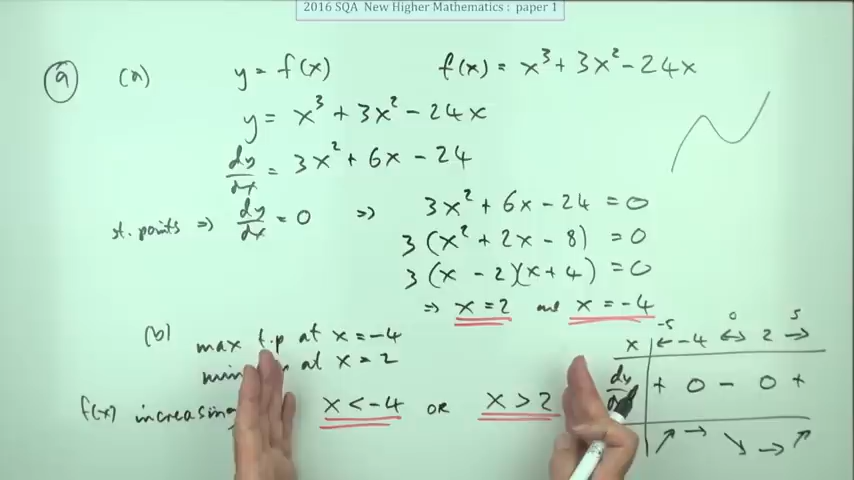 2016 SQA New Higher Mathematics : paper 1
9 (a) y = f(x) f(x) = x³ + 3x² - 24x
y = x³ + 3x² - 24x
dy/dx = 3x² + 6x - 24
st. points ⇒ dy/dx = 0 ⇒ 3x² + 6x - 24 = 0
3(x² + 2x - 8) = 0
3(x - 2)(x + 4) = 0
⇒ x = 2 and x = -4
(b) max t.p at x = -4
at x = 2
f(x) increasing x < -4 OR x > 2
-5 0 5
x ← -4 ↔ 2 →
dy + 0 - 0 +
↗ → ↘ → ↗